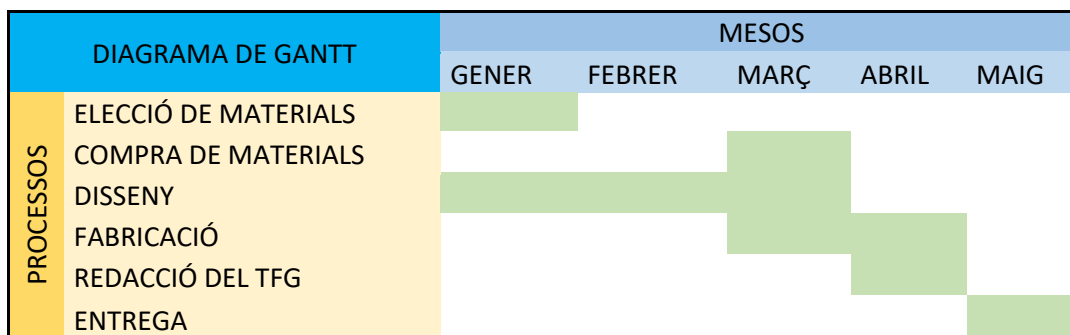 DIAGRAMA DE GANTT
MESOS
GENER FEBRER MARÇ ABRIL MAIG
PROCESSOS
ELECCIÓ DE MATERIALS
COMPRA DE MATERIALS
DISSENY
FABRICACIÓ
REDACCIÓ DEL TFG
ENTREGA